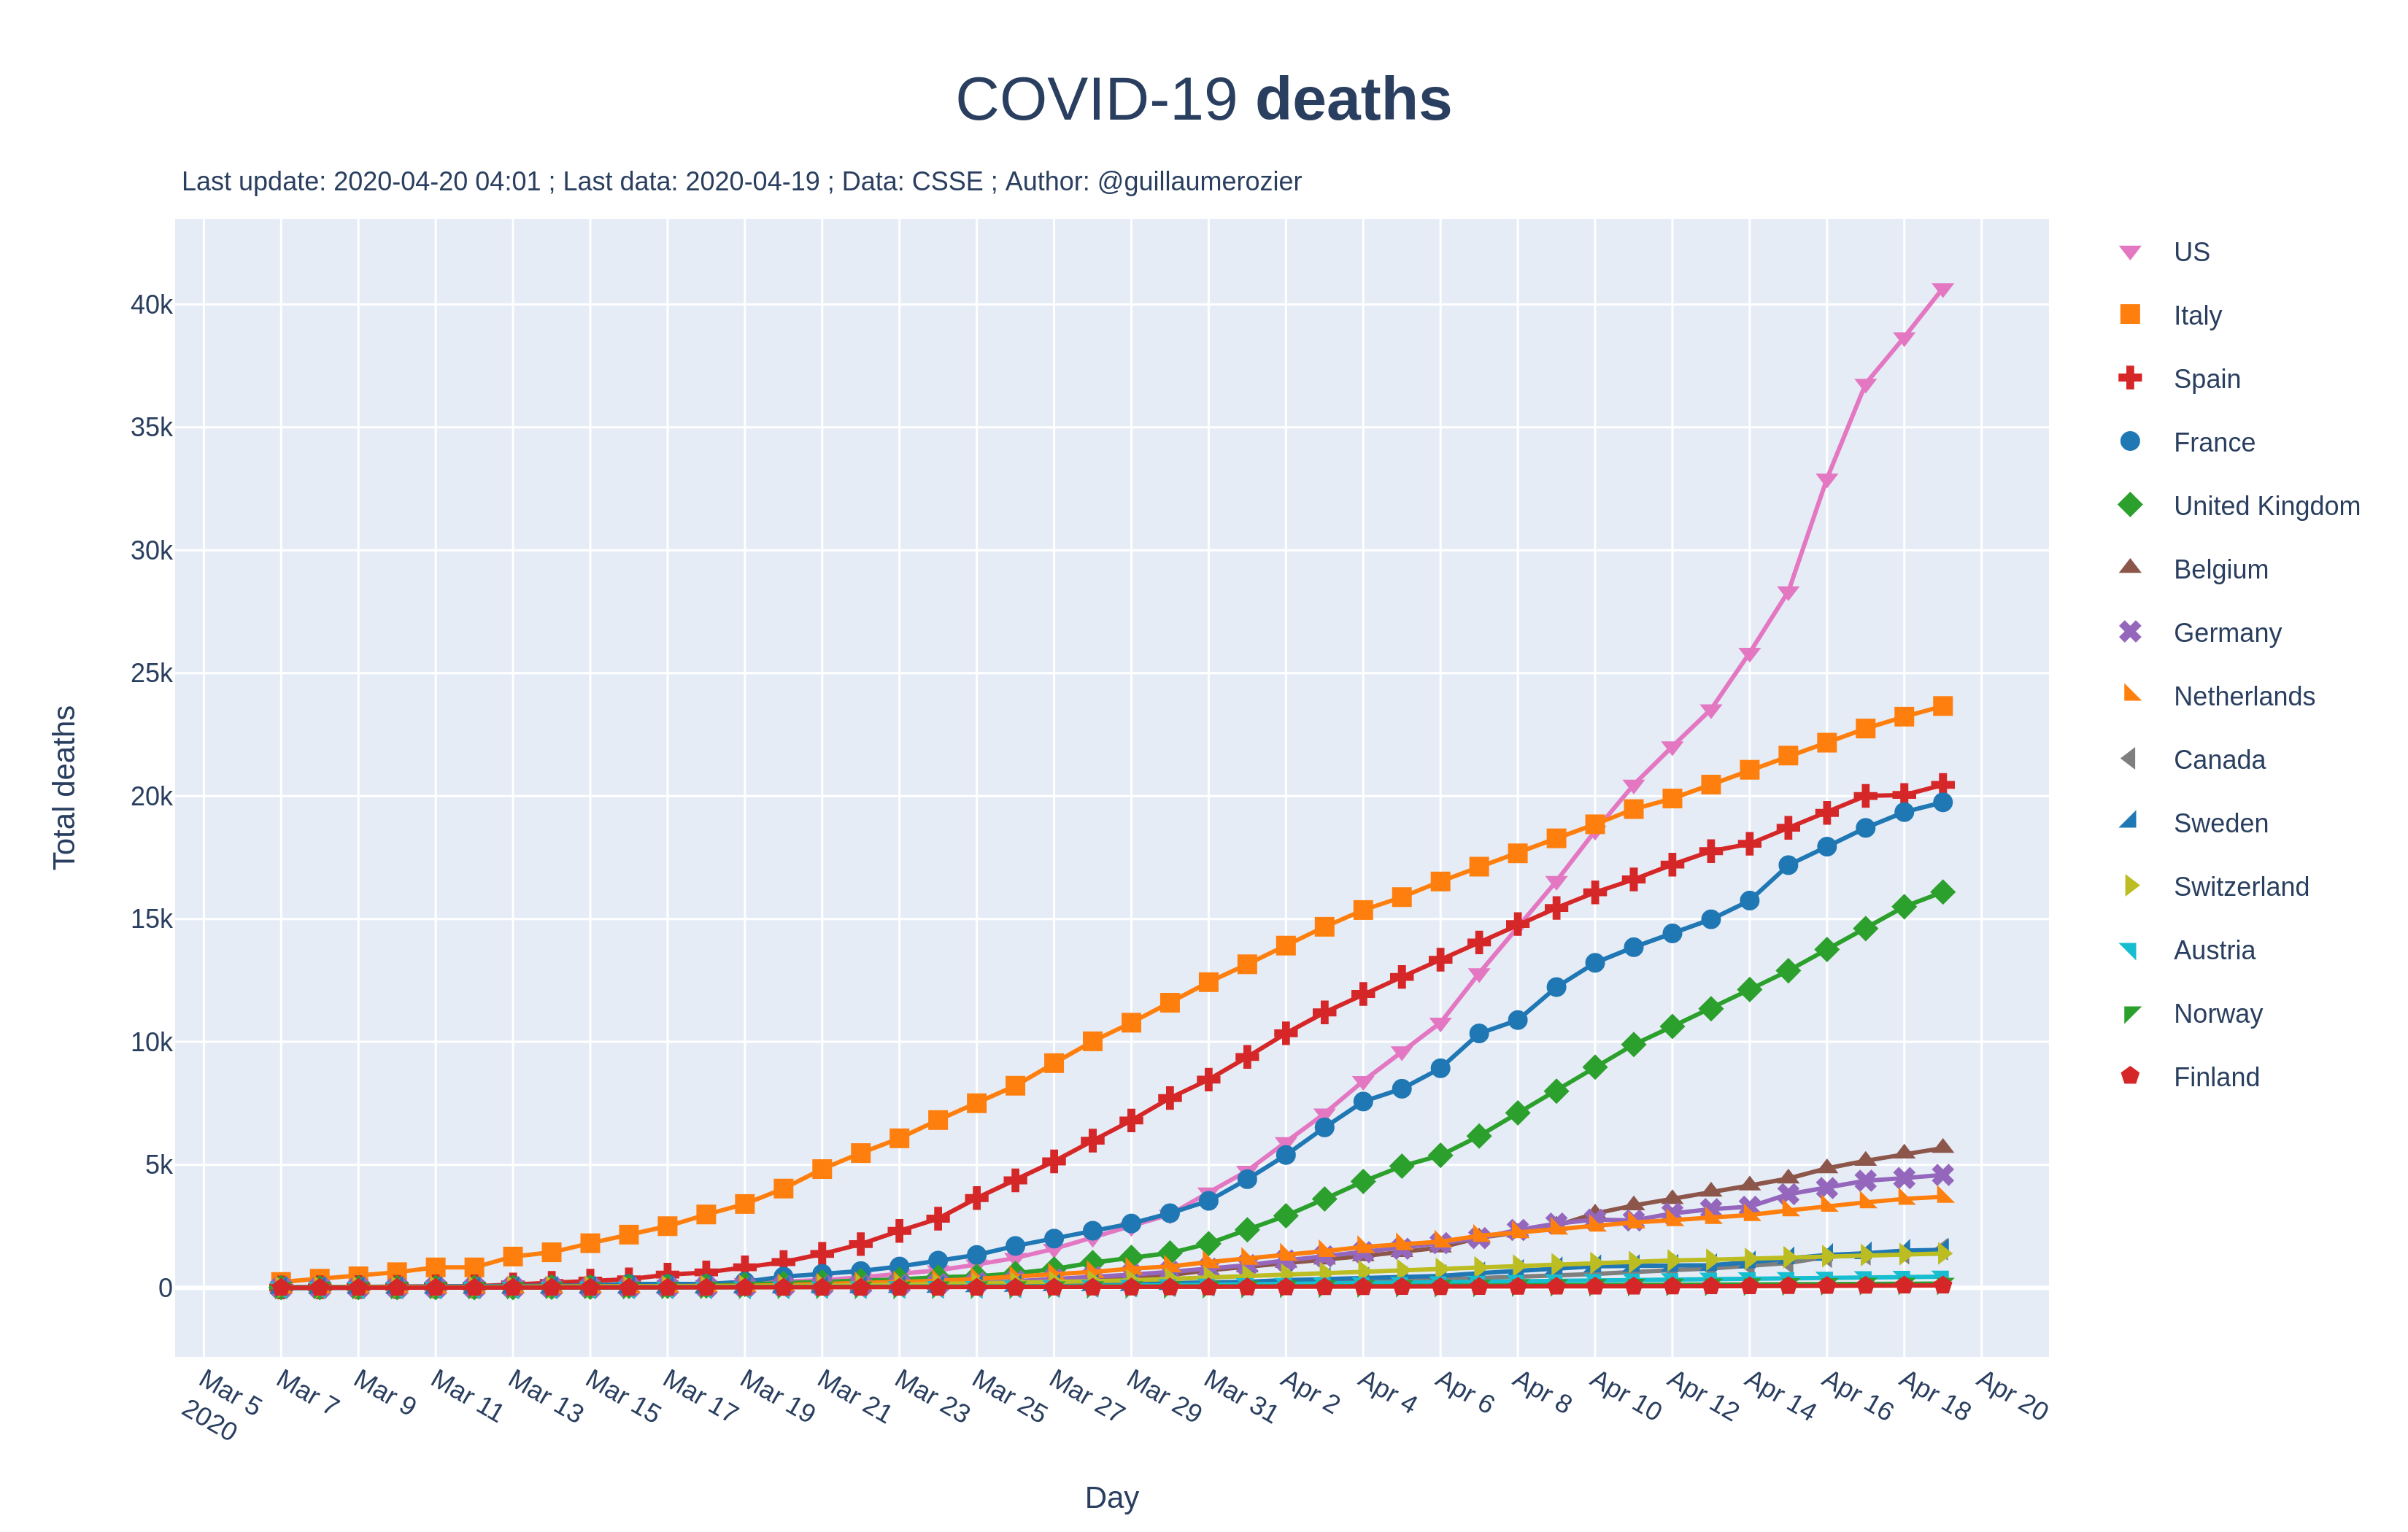 COVID-19 deaths
Last update: 2020-04-20 04:01 ; Last data: 2020-04-19 ; Data: CSSE ; Author: @guillaumerozier
40k
35k
30k
25k
20k
15k
10k
5k
0
Total deaths
Mar 5
2020
Mar 7
Mar 9
Mar 11
Mar 13
Mar 15
Mar 17
Mar 19
Mar 21
Mar 23
Mar 25
Mar 27
Mar 29
Mar 31
Apr 2
Apr 4
Apr 6
Apr 8
Apr 10
Apr 12
Apr 14
Apr 16
Apr 18
Apr 20
Day
US
Italy
Spain
France
United Kingdom
Belgium
Germany
Netherlands
Canada
Sweden
Switzerland
Austria
Norway
Finland